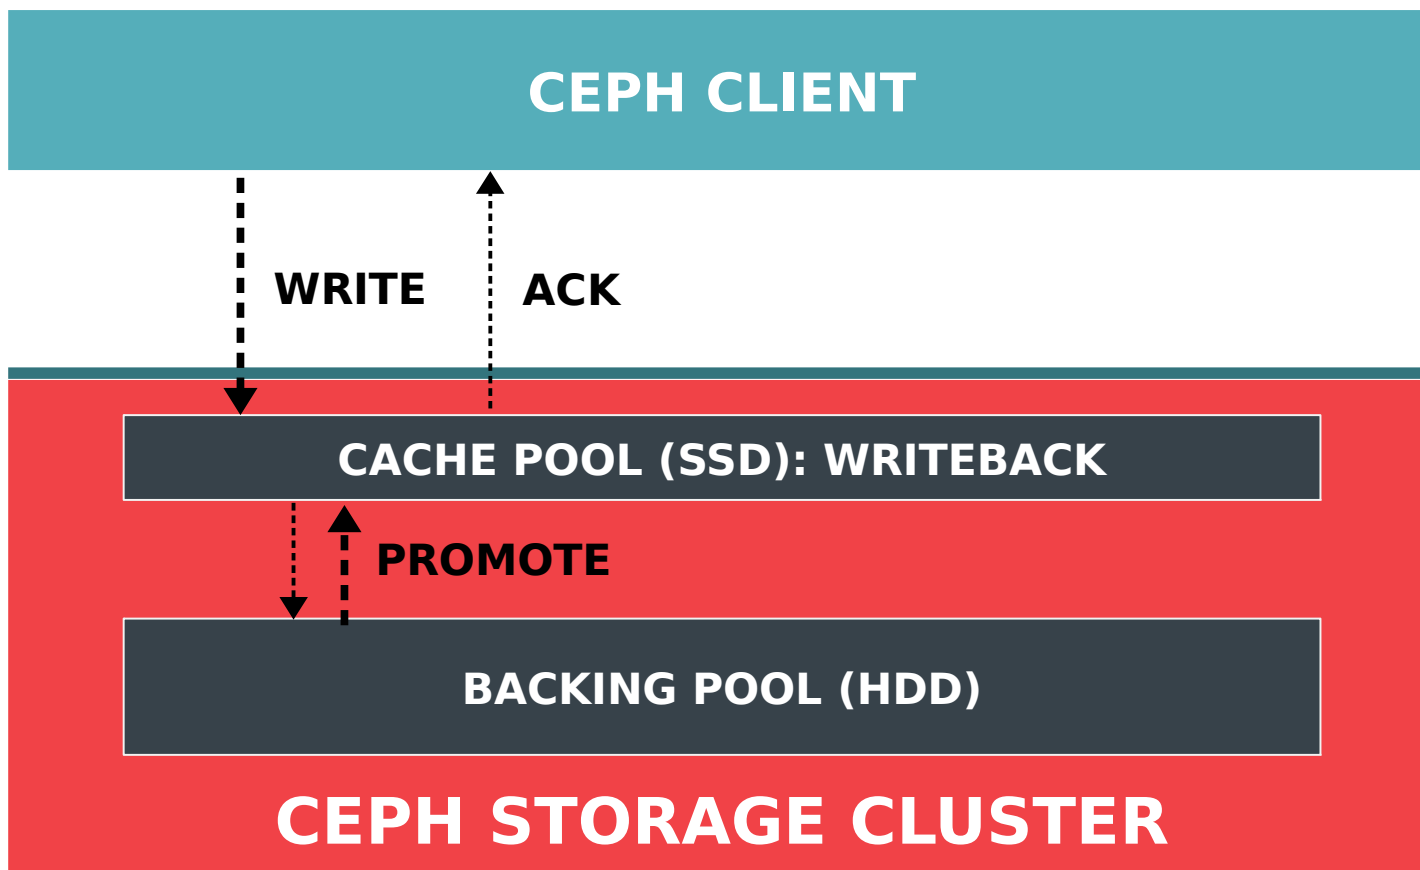 CEPH CLIENT
WRITE
ACK
CACHE POOL (SSD): WRITEBACK
PROMOTE
BACKING POOL (HDD)
CEPH STORAGE CLUSTER